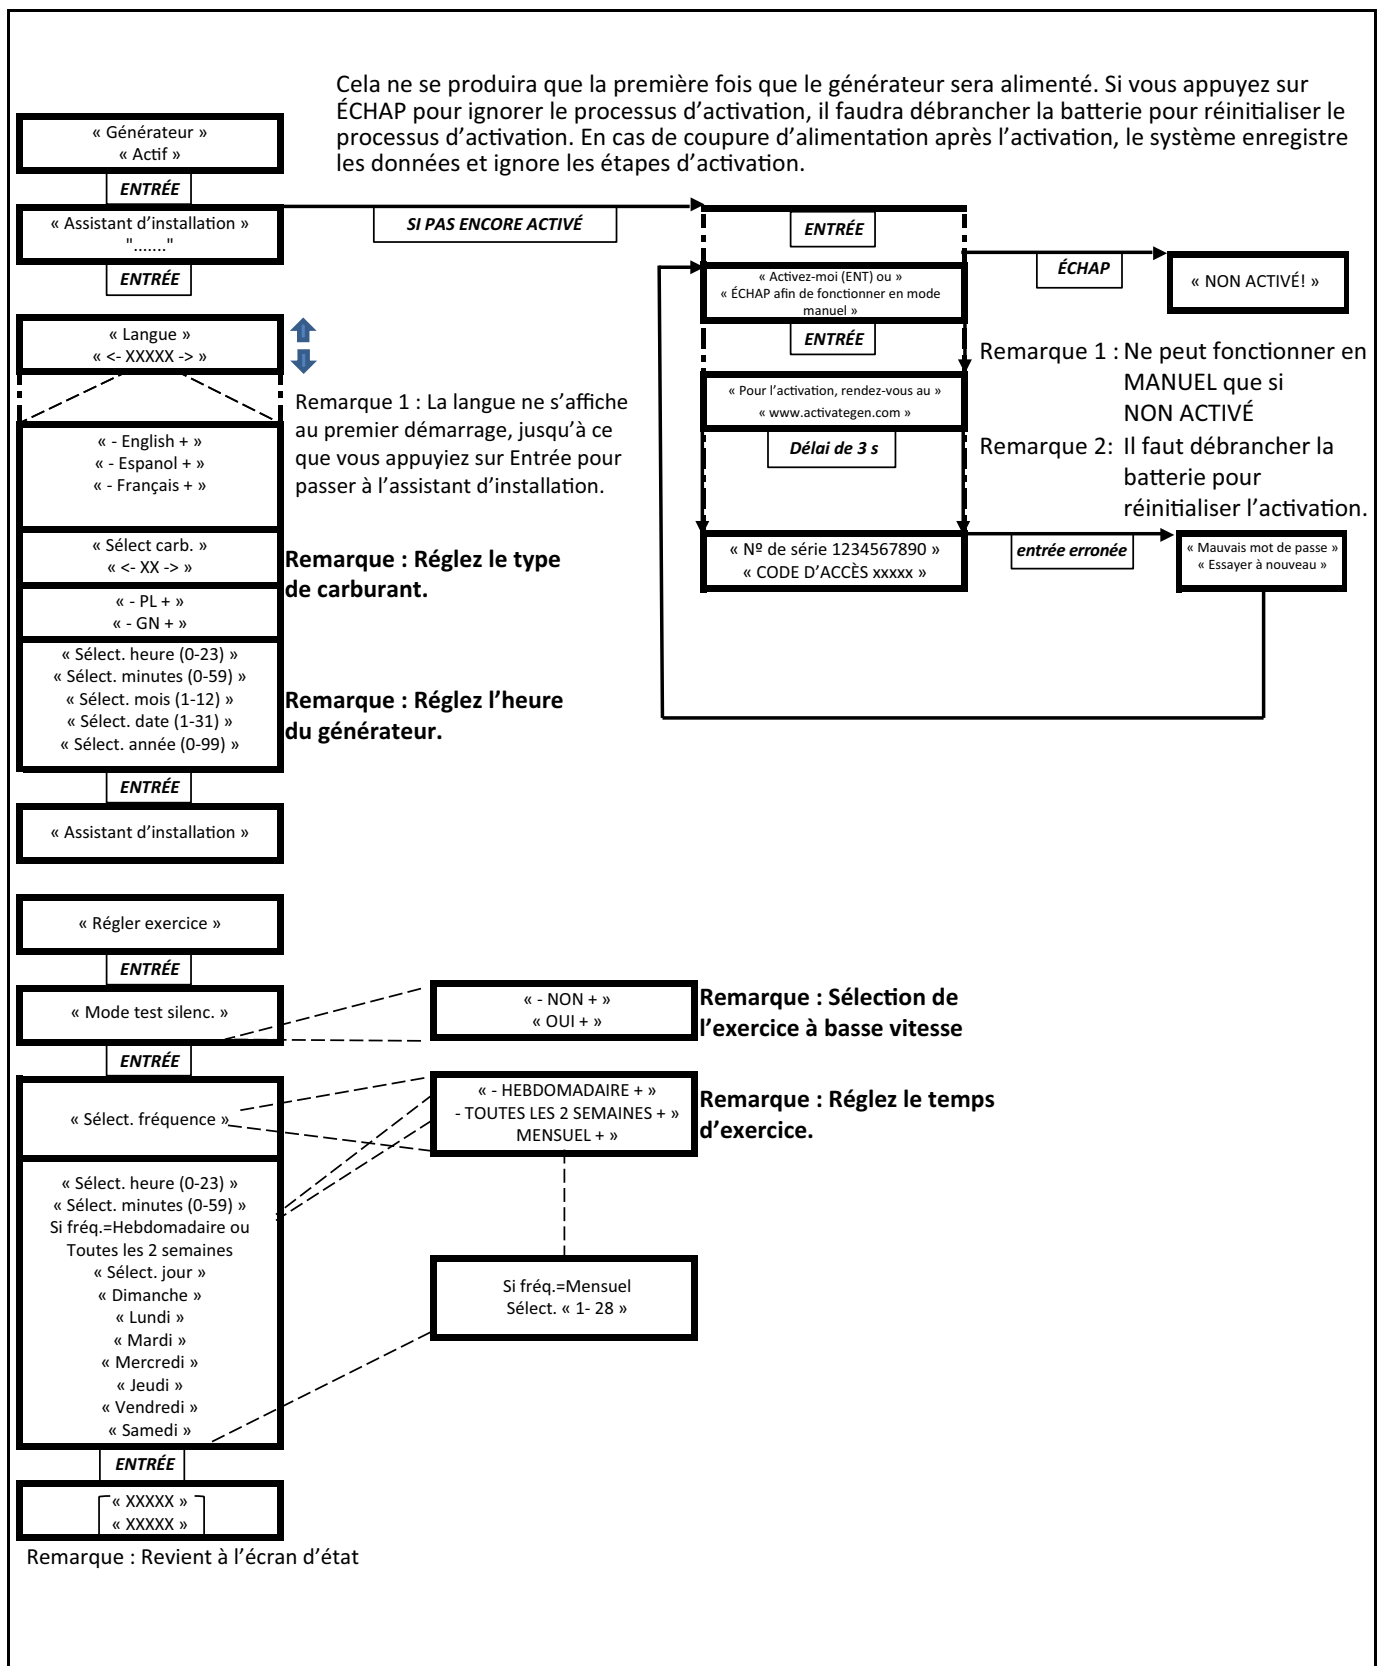 Cela ne se produira que la première fois que le générateur sera alimenté. Si vous appuyez sur
ÉCHAP pour ignorer le processus d’activation, il faudra débrancher la batterie pour réinitialiser le
processus d’activation. En cas de coupure d’alimentation après l’activation, le système enregistre
les données et ignore les étapes d’activation.
« Générateur »
« Actif »
ENTRÉE
« Assistant d’installation »
"......."
ENTRÉE
SI PAS ENCORE ACTIVÉ
ENTRÉE
« Activez-moi (ENT) ou »
« ÉCHAP afin de fonctionner en mode
manuel »
ÉCHAP
« NON ACTIVÉ! »
ENTRÉE
« Pour l’activation, rendez-vous au »
« www.activategen.com »
Délai de 3 s
Remarque 1 : Ne peut fonctionner en
MANUEL que si
NON ACTIVÉ
Remarque 2: Il faut débrancher la
batterie pour
réinitialiser l’activation.
« Nº de série 1234567890 »
« CODE D’ACCÈS xxxxx »
entrée erronée
« Mauvais mot de passe »
« Essayer à nouveau »
« Langue »
« <- XXXXX -> »
Remarque 1 : La langue ne s’affiche
au premier démarrage, jusqu’à ce
que vous appuyiez sur Entrée pour
passer à l’assistant d’installation.
« - English + »
« - Espanol + »
« - Français + »
« Sélect carb. »
« <- XX -> »
Remarque : Réglez le type
de carburant.
« - PL + »
« - GN + »
« Sélect. heure (0-23) »
« Sélect. minutes (0-59) »
« Sélect. mois (1-12) »
« Sélect. date (1-31) »
« Sélect. année (0-99) »
Remarque : Réglez l’heure
du générateur.
ENTRÉE
« Assistant d’installation »
« Régler exercice »
ENTRÉE
« Mode test silenc. »
« - NON + »
« OUI + »
Remarque : Sélection de
l’exercice à basse vitesse
ENTRÉE
« Sélect. fréquence »
« - HEBDOMADAIRE + »
- TOUTES LES 2 SEMAINES + »
MENSUEL + »
Remarque : Réglez le temps
d’exercice.
« Sélect. heure (0-23) »
« Sélect. minutes (0-59) »
Si fréq.=Hebdomadaire ou
Toutes les 2 semaines
« Sélect. jour »
« Dimanche »
« Lundi »
« Mardi »
« Mercredi »
« Jeudi »
« Vendredi »
« Samedi »
Si fréq.=Mensuel
Sélect. « 1- 28 »
ENTRÉE
« XXXXX »
« XXXXX »
Remarque : Revient à l’écran d’état